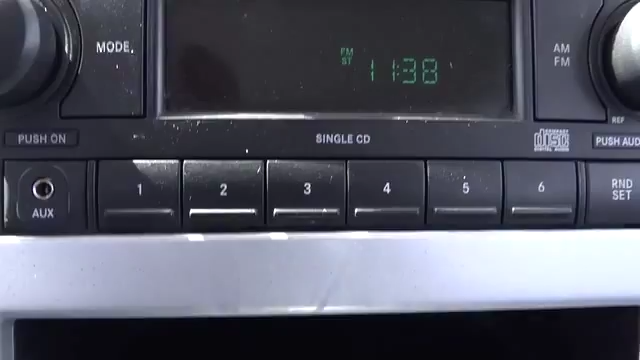 MODE
FM
ST
11:38
AM
FM
REF
PUSH ON
SINGLE CD
COMPACT
disc
DIGITAL AUDIO
PUSH AUD
AUX
1
2
3
4
5
6
RND
SET